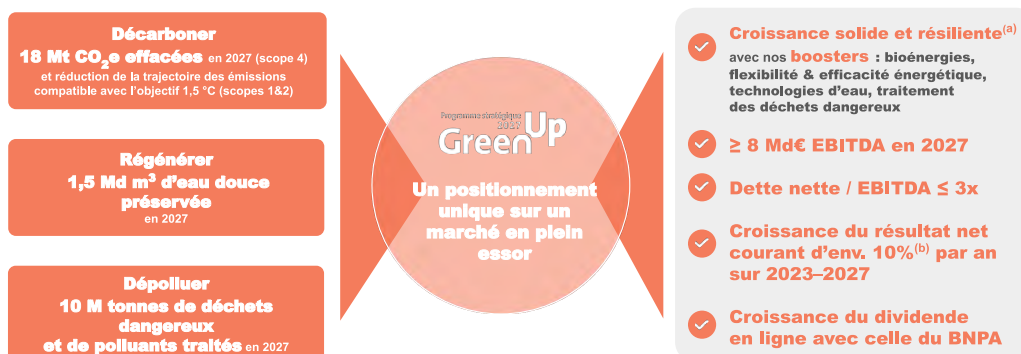 Décarboner
18 Mt CO₂e effacées en 2027 (scope 4)
et réduction de la trajectoire des émissions
compatible avec l'objectif 1,5 °C (scopes 1&2)
Régénérer
1,5 Md m³ d'eau douce
préservée
en 2027
Dépolluer
10 M tonnes de déchets
dangereux
et de polluants traités en 2027
Programme stratégique
2027
GreenUp
Un positionnement
unique sur un
marché en plein
essor
Croissance solide et résiliente(a)
avec nos boosters : bioénergies,
flexibilité & efficacité énergétique,
technologies d'eau, traitement
des déchets dangereux
≥ 8 Md€ EBITDA en 2027
Dette nette / EBITDA ≤ 3x
Croissance du résultat net
courant d'env. 10%(b) par an
sur 2023–2027
Croissance du dividende
en ligne avec celle du BNPA